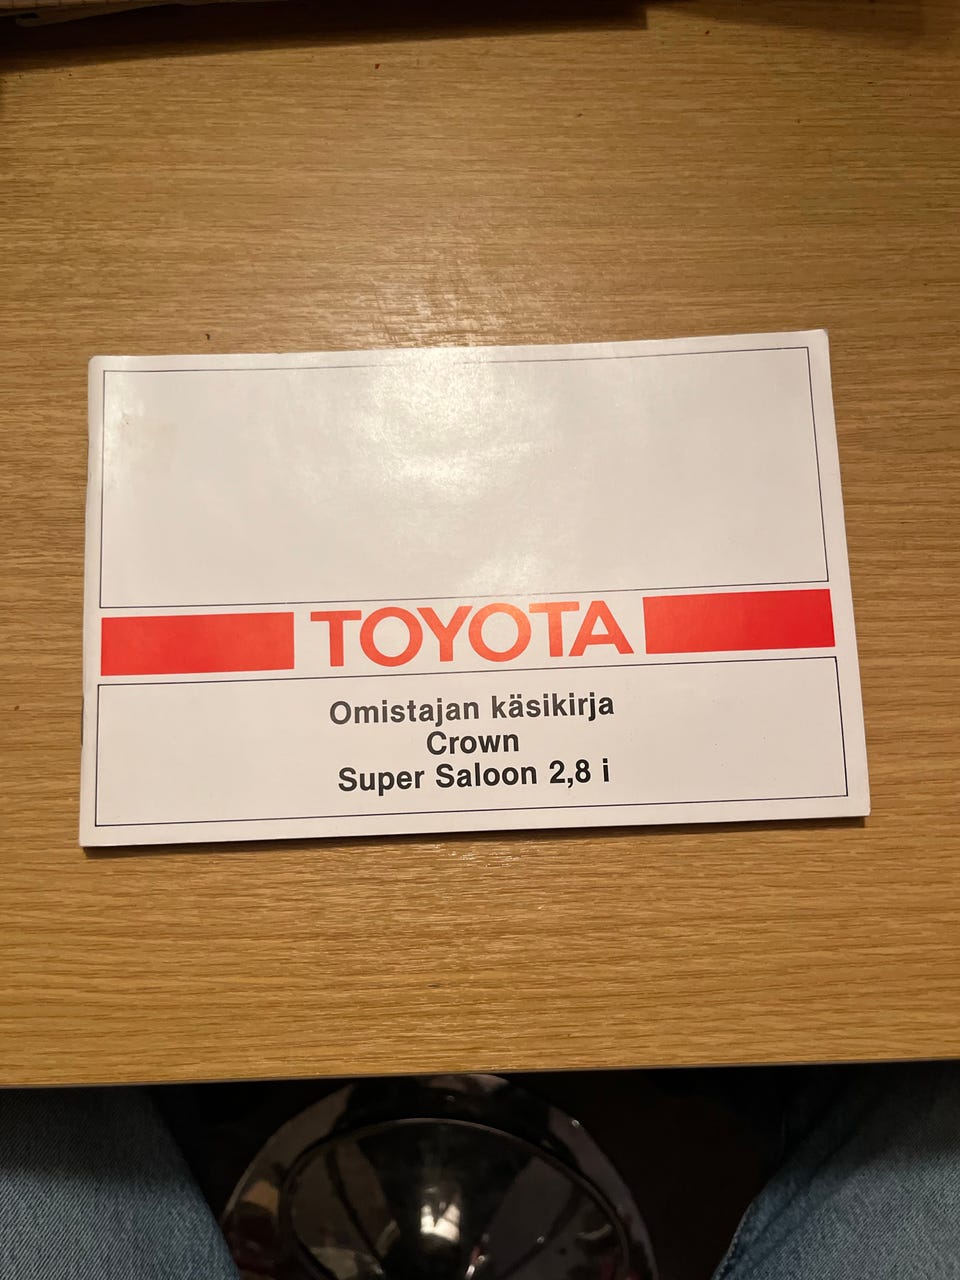 TOYOTA
Omistajan käsikirja
Crown
Super Saloon 2,8 i